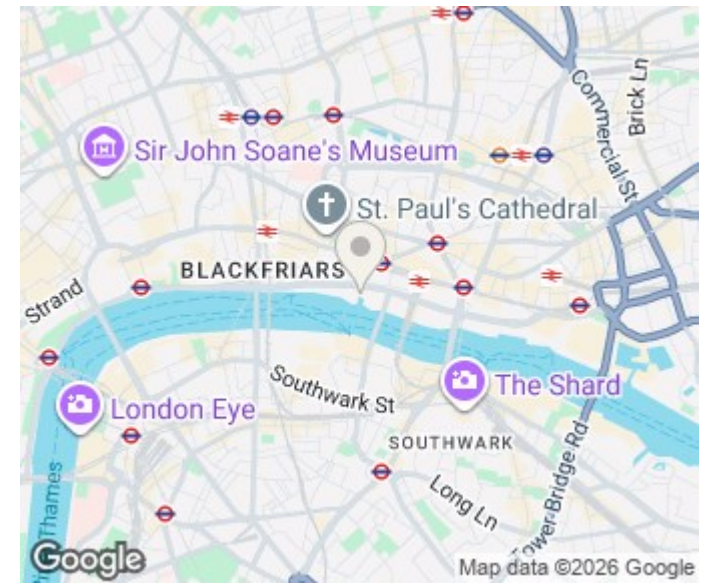 Commercial St
Brick Ln
Sir John Soane's Museum
St. Paul's Cathedral
BLACKFRIARS
Strand
Southwark St
The Shard
London Eye
SOUTHWARK
Long Ln
Tower Bridge Rd
Thames
Google
Map data ©2026 Google